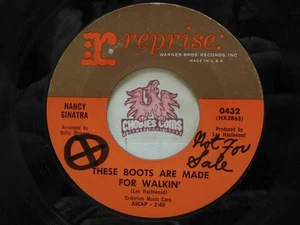 reprise:
WARNER BROS. RECORDS, INC
MADE IN U.S.A.
NANCY
SINATRA
0432
(HX3865)
Arranged by
Billy Strange
Produced by
Lee Hazlewood
Not For
Sale
THESE BOOTS ARE MADE
FOR WALKIN'
(Lee Hazlewood)
Criterion Music Corp.
ASCAP - 2:40